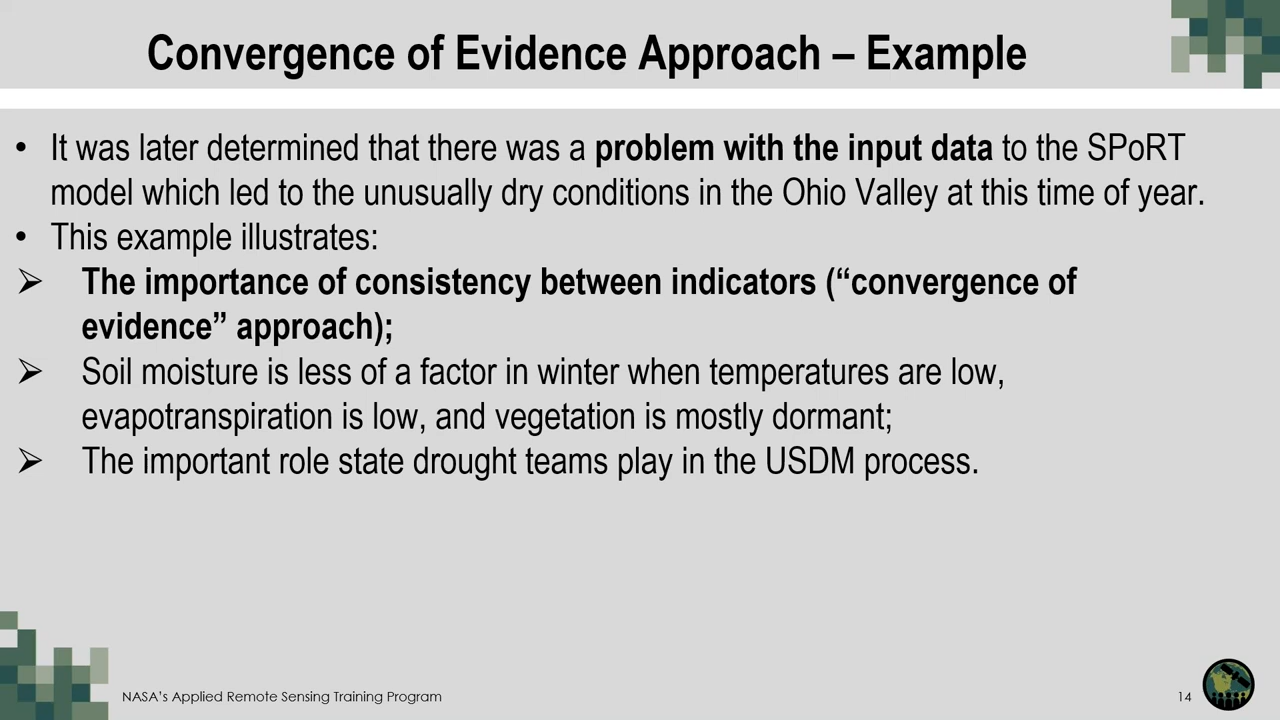 Convergence of Evidence Approach – Example
• It was later determined that there was a problem with the input data to the SPoRT
model which led to the unusually dry conditions in the Ohio Valley at this time of year.
• This example illustrates:
➢ The importance of consistency between indicators (“convergence of
evidence” approach);
➢ Soil moisture is less of a factor in winter when temperatures are low,
evapotranspiration is low, and vegetation is mostly dormant;
➢ The important role state drought teams play in the USDM process.
NASA’s Applied Remote Sensing Training Program
14